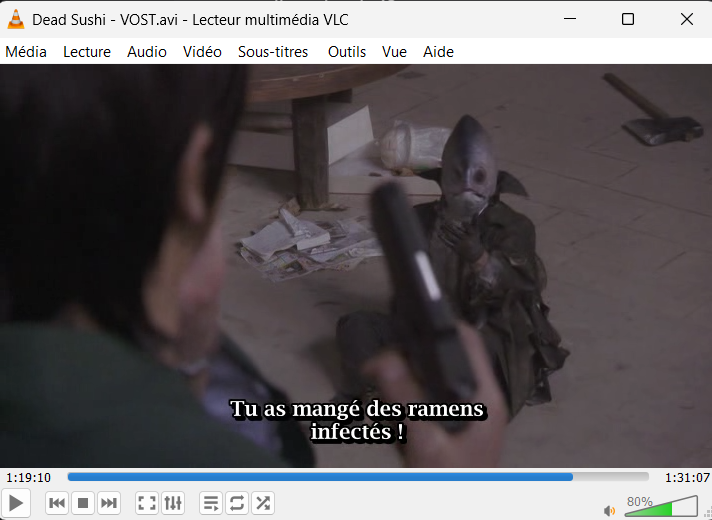 Dead Sushi - VOST.avi - Lecteur multimédia VLC
Média Lecture Audio Vidéo Sous-titres Outils Vue Aide
Tu as mangé des ramens
infectés !
1:19:10 1:31:07
80%